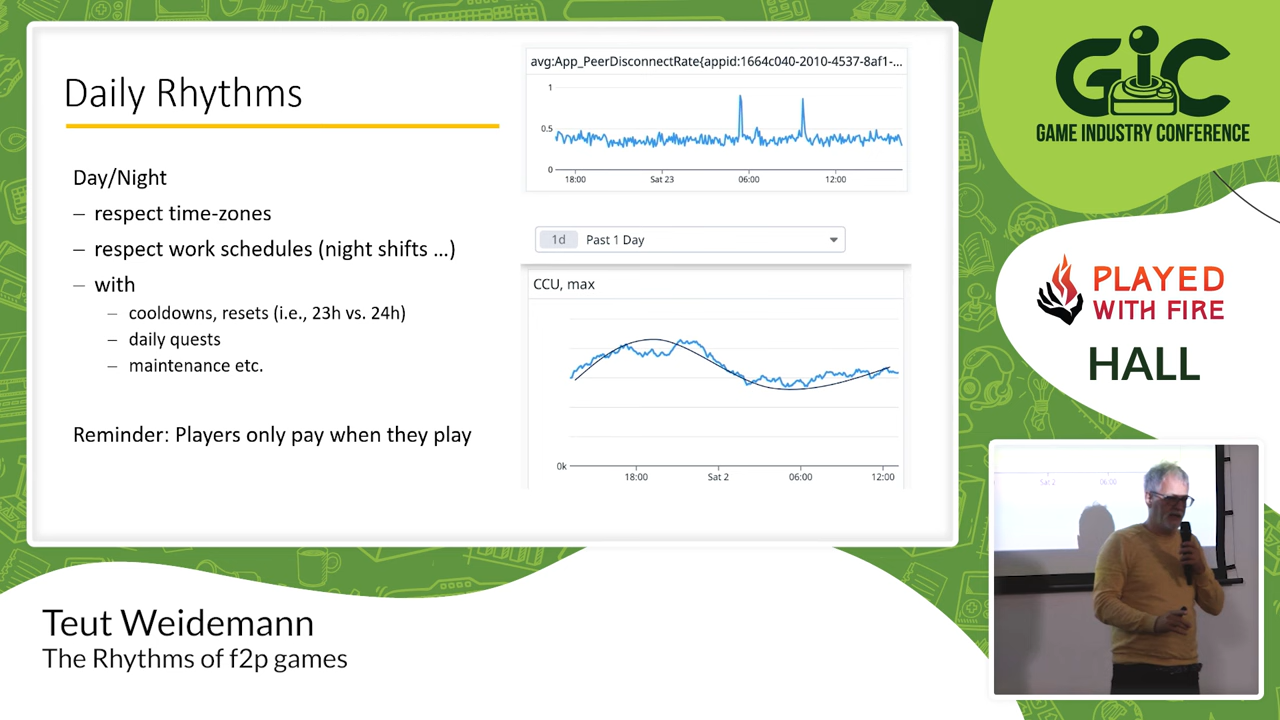 Daily Rhythms
Day/Night
– respect time-zones
– respect work schedules (night shifts ...)
– with
– cooldowns, resets (i.e., 23h vs. 24h)
– daily quests
– maintenance etc.
Reminder: Players only pay when they play
avg:App_PeerDisconnectRate{appid:1664c040-2010-4537-8af1-...
1
0.5
0
18:00 Sat 23 06:00 12:00
1d Past 1 Day
CCU, max
0k
18:00 Sat 2 06:00 12:00
GIC
GAME INDUSTRY CONFERENCE
PLAYED
WITH FIRE
HALL
Sat 2 06:00
Teut Weidemann
The Rhythms of f2p games